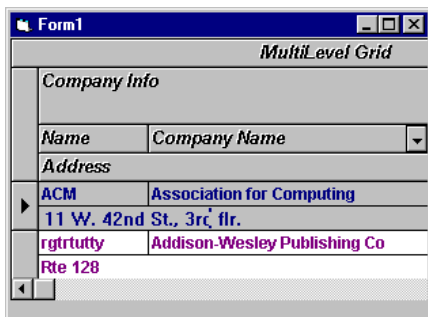 Form1
MultiLevel Grid
Company Info
Name Company Name
Address
ACM Association for Computing
11 W. 42nd St., 3rd flr.
rgtrtutty Addison-Wesley Publishing Co
Rte 128